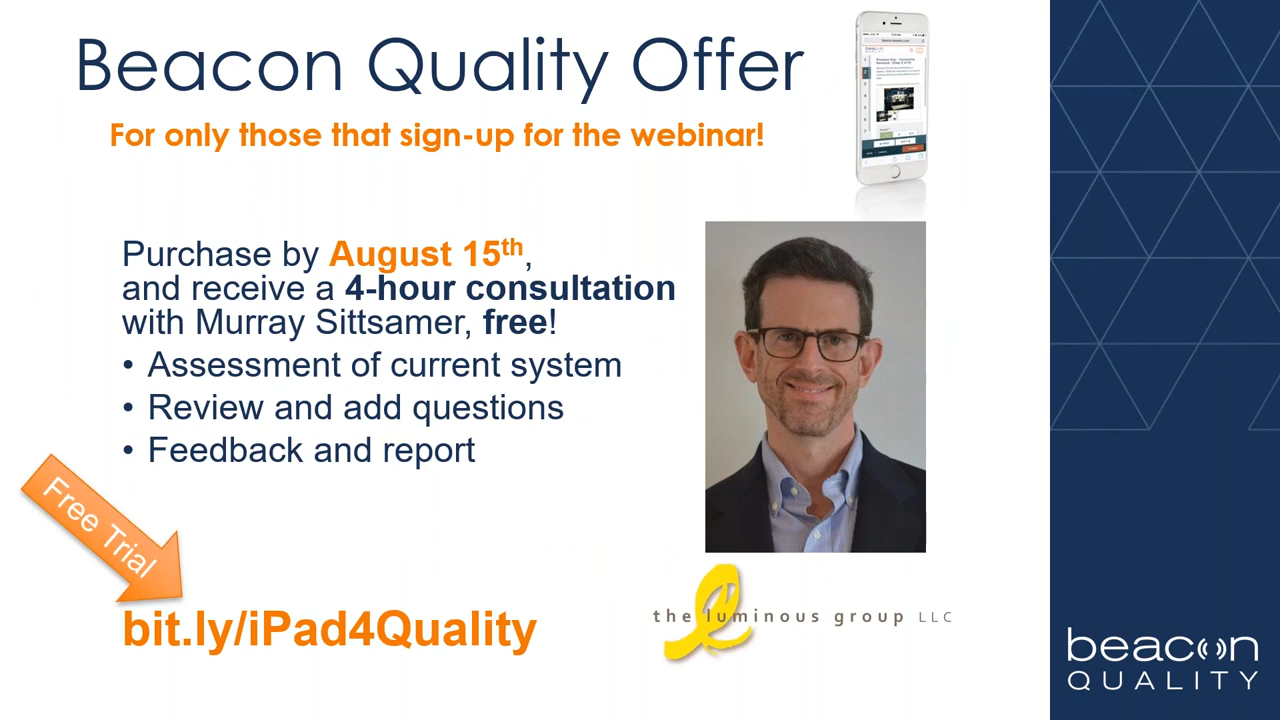 Beacon Quality Offer
For only those that sign-up for the webinar!
Purchase by August 15th,
and receive a 4-hour consultation
with Murray Sittsamer, free!
• Assessment of current system
• Review and add questions
• Feedback and report
Free Trial
bit.ly/iPad4Quality
the luminous group LLC
beacon
QUALITY